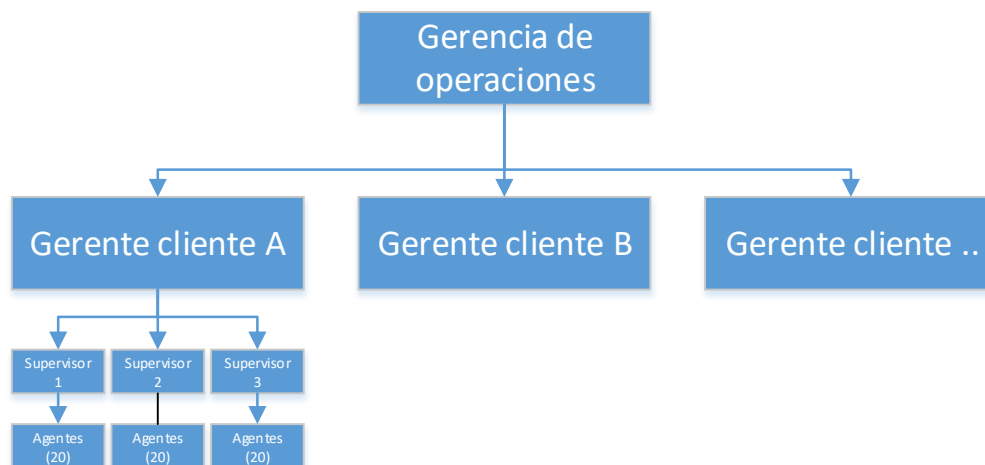 Gerencia de
operaciones
Gerente cliente A
Gerente cliente B
Gerente cliente ..
Supervisor
1
Supervisor
2
Supervisor
3
Agentes
(20)
Agentes
(20)
Agentes
(20)